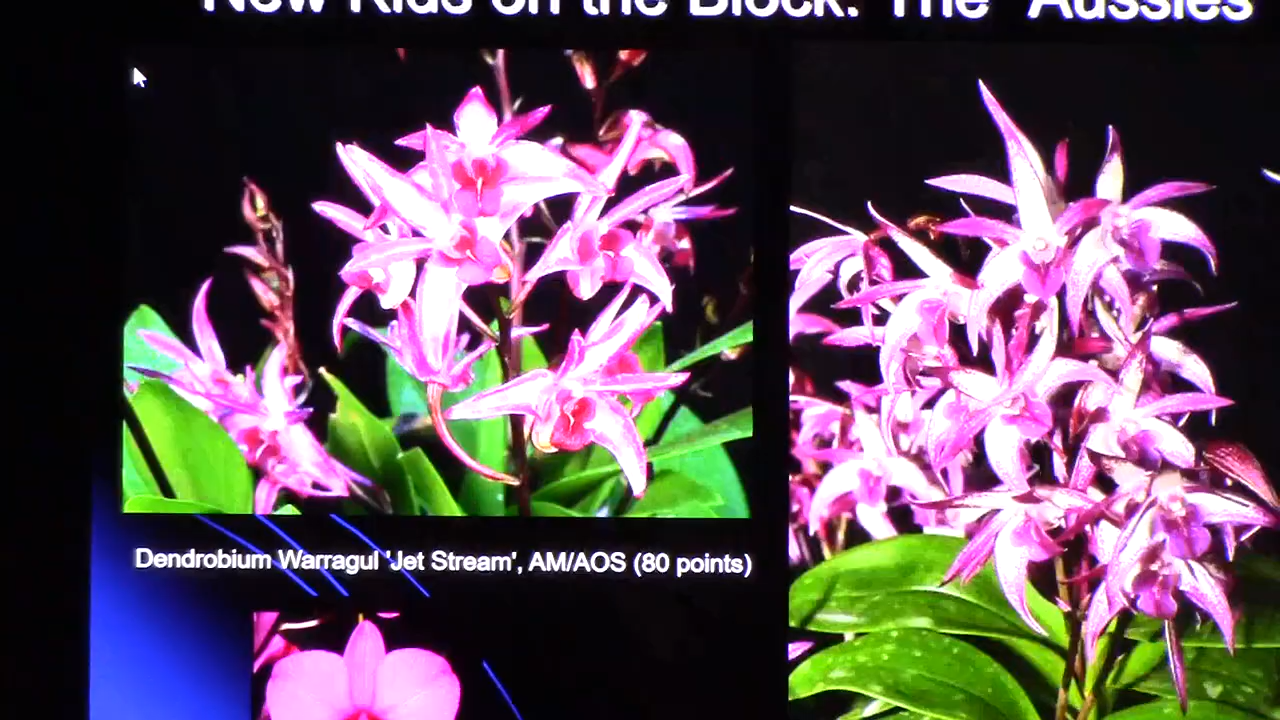 New Kids on the Block: The "Aussies"
Dendrobium Warragul 'Jet Stream', AM/AOS (80 points)